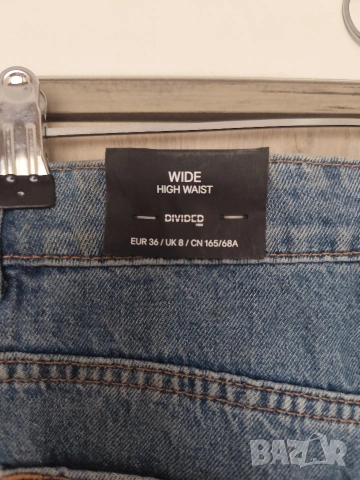 WIDE
HIGH WAIST
DIVIDED
EUR 36 / UK 8 / CN 165/68A
BAZAR